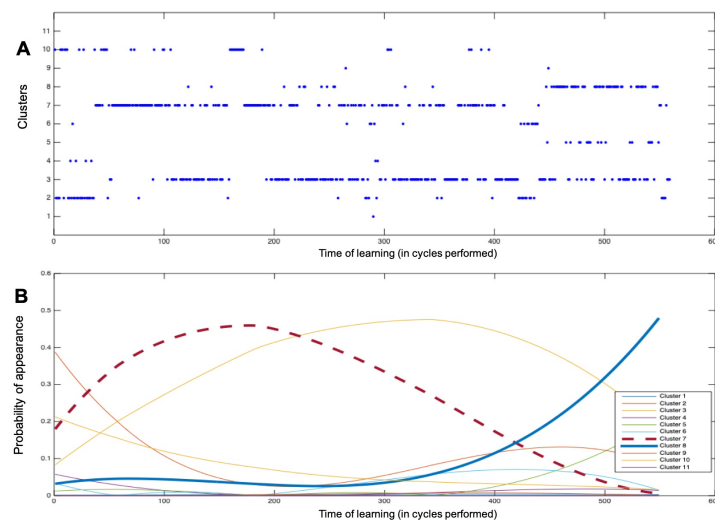 A
Clusters
11
10
9
8
7
6
5
4
3
2
1
0
100
200
300
400
500
600
Time of learning (in cycles performed)
B
Probability of appearance
0.6
0.5
0.4
0.3
0.2
0.1
0
Cluster 1
Cluster 2
Cluster 3
Cluster 4
Cluster 5
Cluster 6
Cluster 7
Cluster 8
Cluster 9
Cluster 10
Cluster 11
0
100
200
300
400
500
600
Time of learning (in cycles performed)